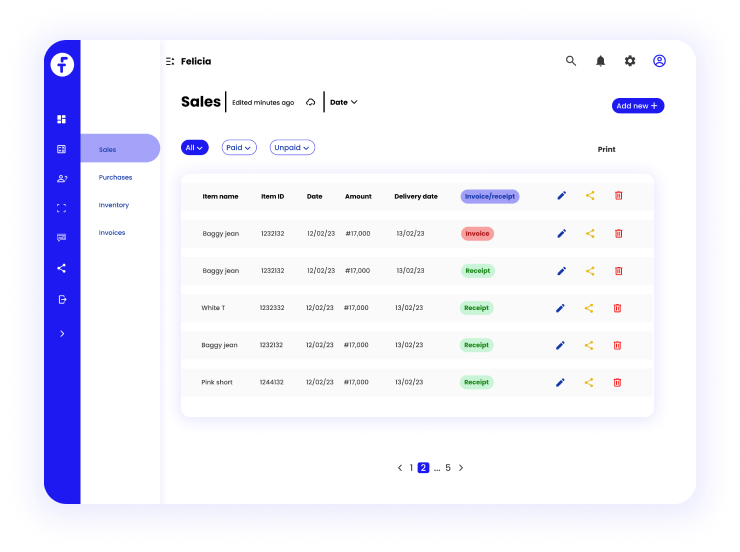 Felicia
Sales Edited minutes ago Date
Add new +
All Paid Unpaid
Print
Sales
Purchases
Inventory
Invoices
Item name Item ID Date Amount Delivery date Invoice/receipt
Baggy jean 1232132 12/02/23 #17,000 13/02/23 Invoice
Baggy jean 1232132 12/02/23 #17,000 13/02/23 Receipt
White T 1232332 12/02/23 #17,000 13/02/23 Receipt
Baggy jean 1232132 12/02/23 #17,000 13/02/23 Receipt
Pink short 1244132 12/02/23 #17,000 13/02/23 Receipt
< 1 2 ... 5 >